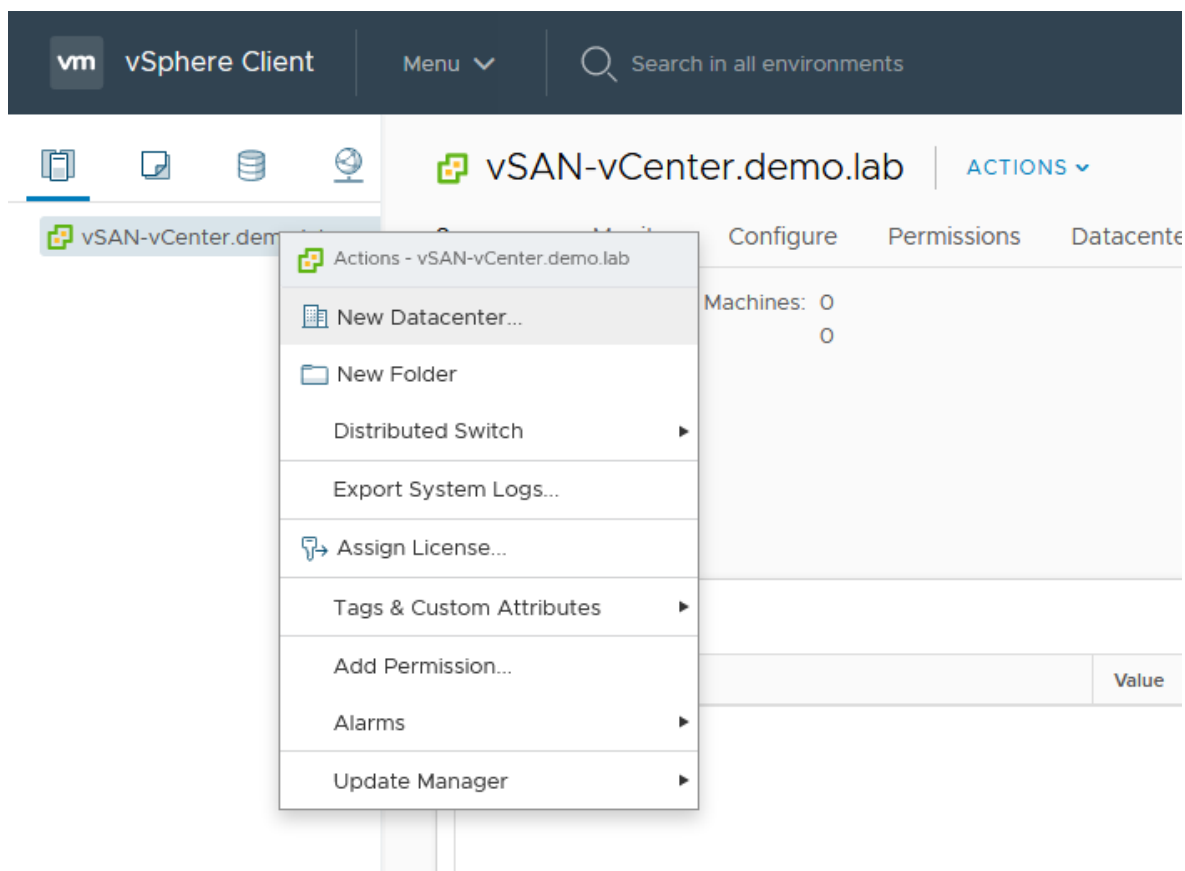 vm vSphere Client Menu Search in all environments
vSAN-vCenter.demo.lab ACTIONS
vSAN-vCenter.dem
Configure Permissions Datacente
Actions - vSAN-vCenter.demo.lab
New Datacenter...
Machines: 0
0
New Folder
Distributed Switch
Export System Logs...
Assign License...
Tags & Custom Attributes
Add Permission...
Value
Alarms
Update Manager